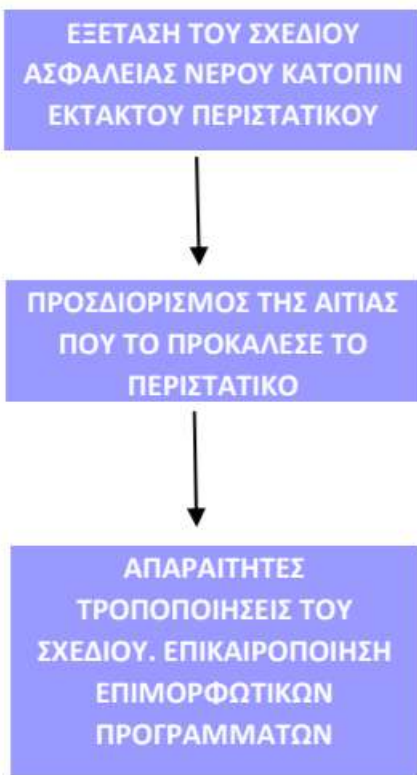 ΕΞΕΤΑΣΗ ΤΟΥ ΣΧΕΔΙΟΥ
ΑΣΦΑΛΕΙΑΣ ΝΕΡΟΥ ΚΑΤΟΠΙΝ
ΕΚΤΑΚΤΟΥ ΠΕΡΙΣΤΑΤΙΚΟΥ
ΠΡΟΣΔΙΟΡΙΣΜΟΣ ΤΗΣ ΑΙΤΙΑΣ
ΠΟΥ ΤΟ ΠΡΟΚΑΛΕΣΕ ΤΟ
ΠΕΡΙΣΤΑΤΙΚΟ
ΑΠΑΡΑΙΤΗΤΕΣ
ΤΡΟΠΟΠΟΙΗΣΕΙΣ ΤΟΥ
ΣΧΕΔΙΟΥ. ΕΠΙΚΑΙΡΟΠΟΙΗΣΗ
ΕΠΙΜΟΡΦΩΤΙΚΩΝ
ΠΡΟΓΡΑΜΜΑΤΩΝ